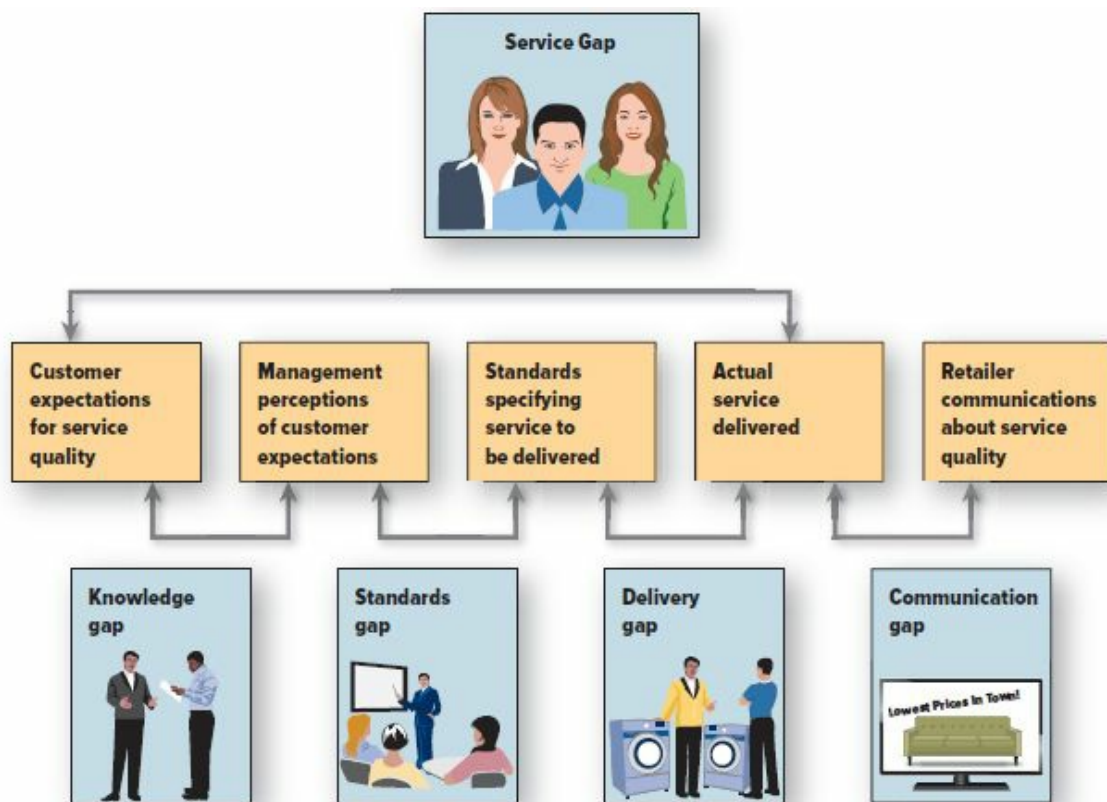 Service Gap
Customer
expectations
for service
quality
Management
perceptions
of customer
expectations
Standards
specifying
service to
be delivered
Actual
service
delivered
Retailer
communications
about service
quality
Knowledge
gap
Standards
gap
Delivery
gap
Communication
gap
Lowest Prices In Town!